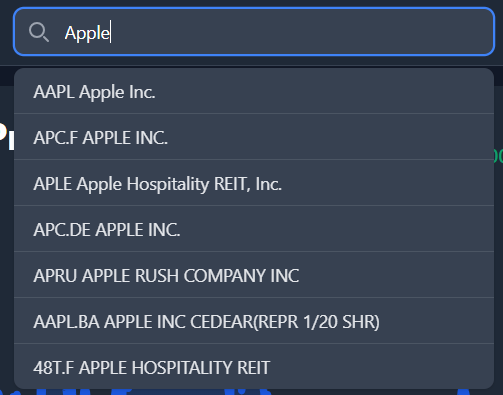 Apple
AAPL Apple Inc.
APC.F APPLE INC.
APLE Apple Hospitality REIT, Inc.
APC.DE APPLE INC.
APRU APPLE RUSH COMPANY INC
AAPL.BA APPLE INC CEDEAR(REPR 1/20 SHR)
48T.F APPLE HOSPITALITY REIT